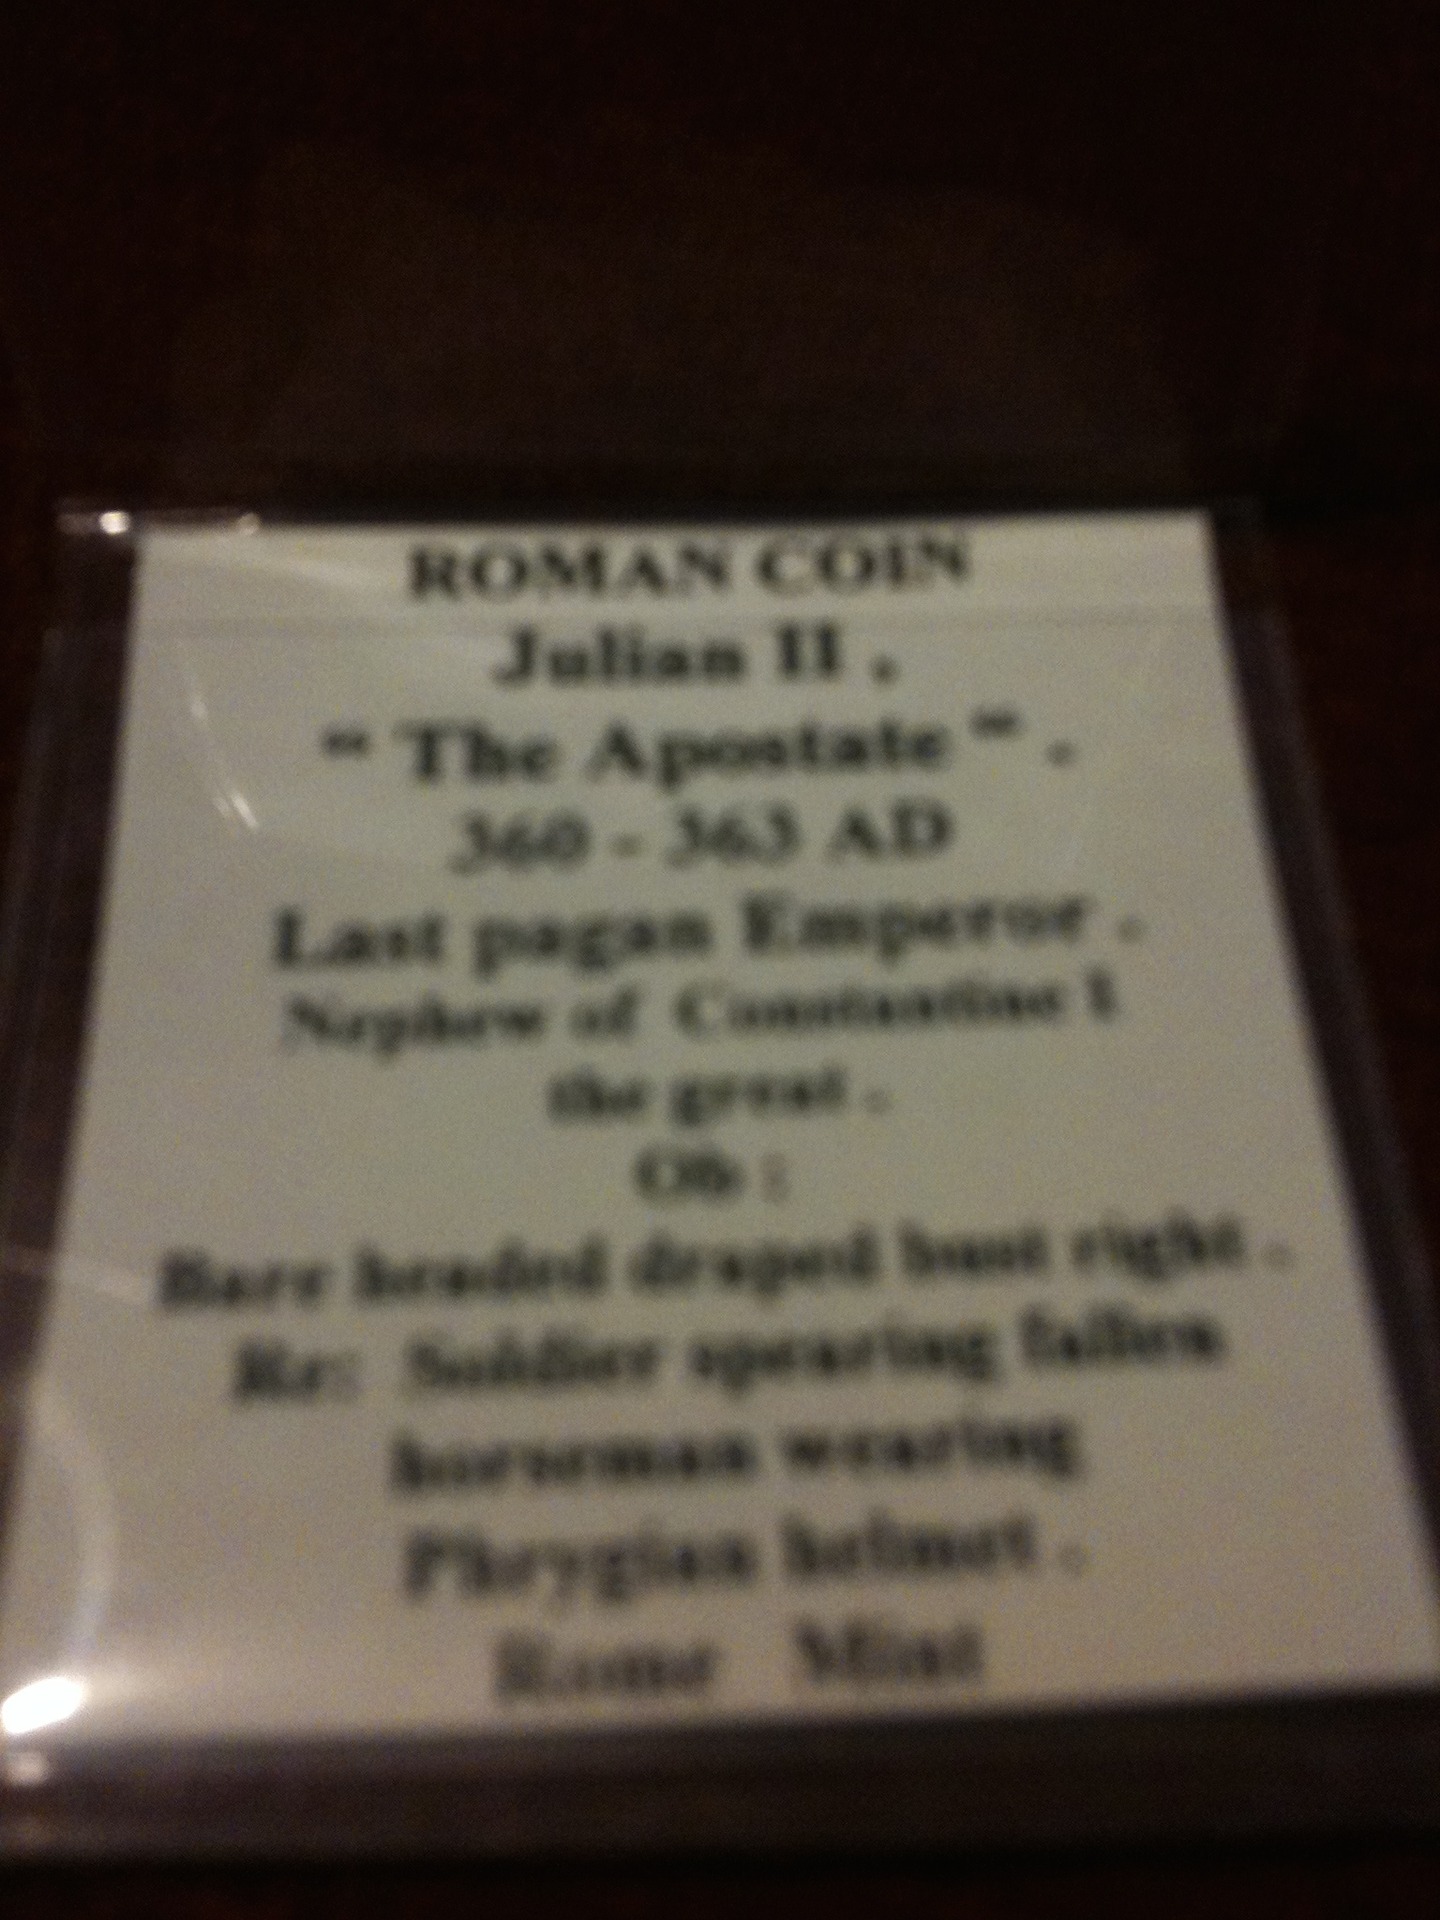 ROMAN COIN
Julian II .
“ The Apostate “ .
360 - 363 AD
Last pagan Emperor .
Nephew of Constantine I
the great .
Ob :
Bare headed draped bust right .
Re: Soldier spearing fallen
horseman wearing
Phrygian helmet .
Rome Mint